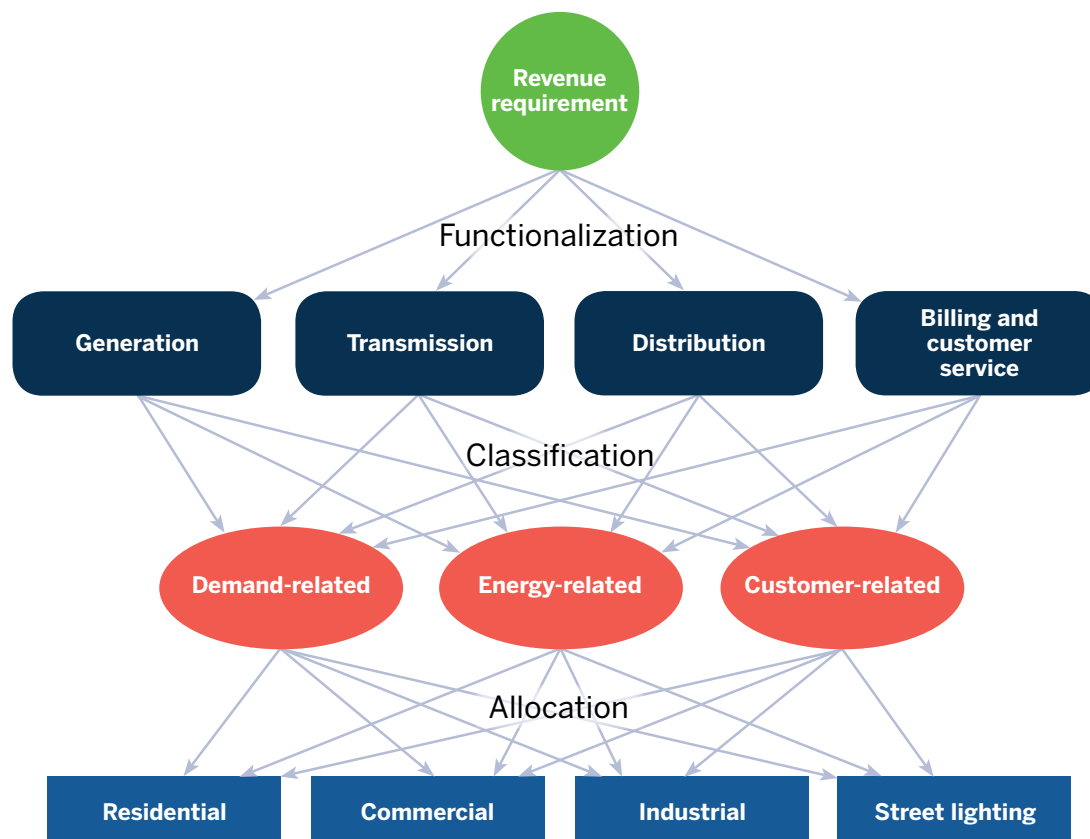 Revenue
requirement
Functionalization
Generation
Transmission
Distribution
Billing and
customer
service
Classification
Demand-related
Energy-related
Customer-related
Allocation
Residential
Commercial
Industrial
Street lighting